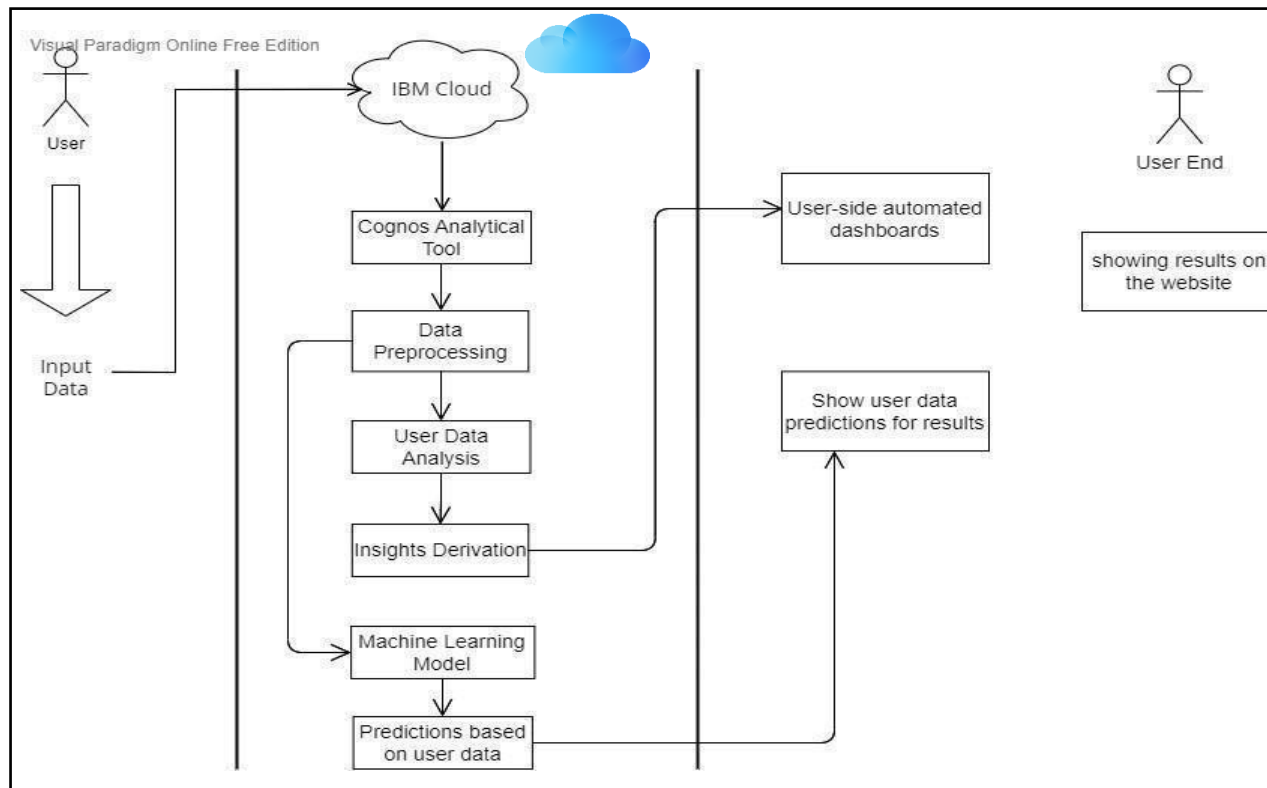 Visual Paradigm Online Free Edition
User
Input
Data
IBM Cloud
Cognos Analytical
Tool
Data
Preprocessing
User Data
Analysis
Insights Derivation
Machine Learning
Model
Predictions based
on user data
User-side automated
dashboards
Show user data
predictions for results
User End
showing results on
the website